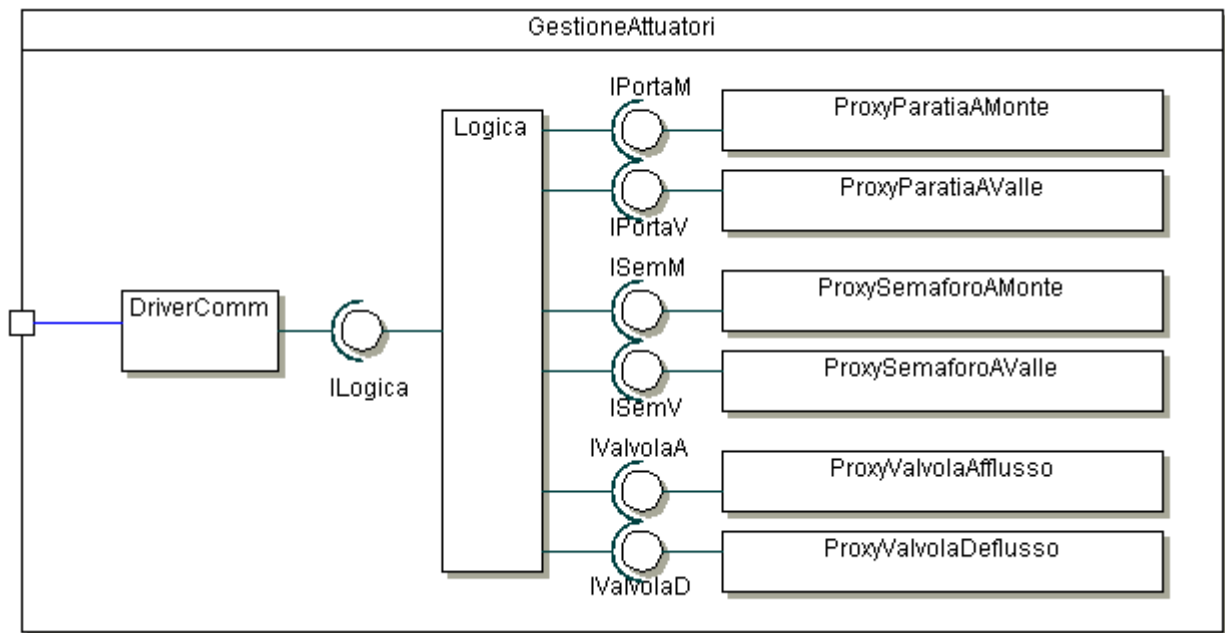 GestioneAttuatori
IPortaM
ProxyParatiaAMonte
Logica
ProxyParatiaAValle
IPortaV
ISemM
ProxySemaforoAMonte
DriverComm
ILogica
ProxySemaforoAValle
ISemV
IValvolaA
ProxyValvolaAfflusso
ProxyValvolaDeflusso
IValvolaD